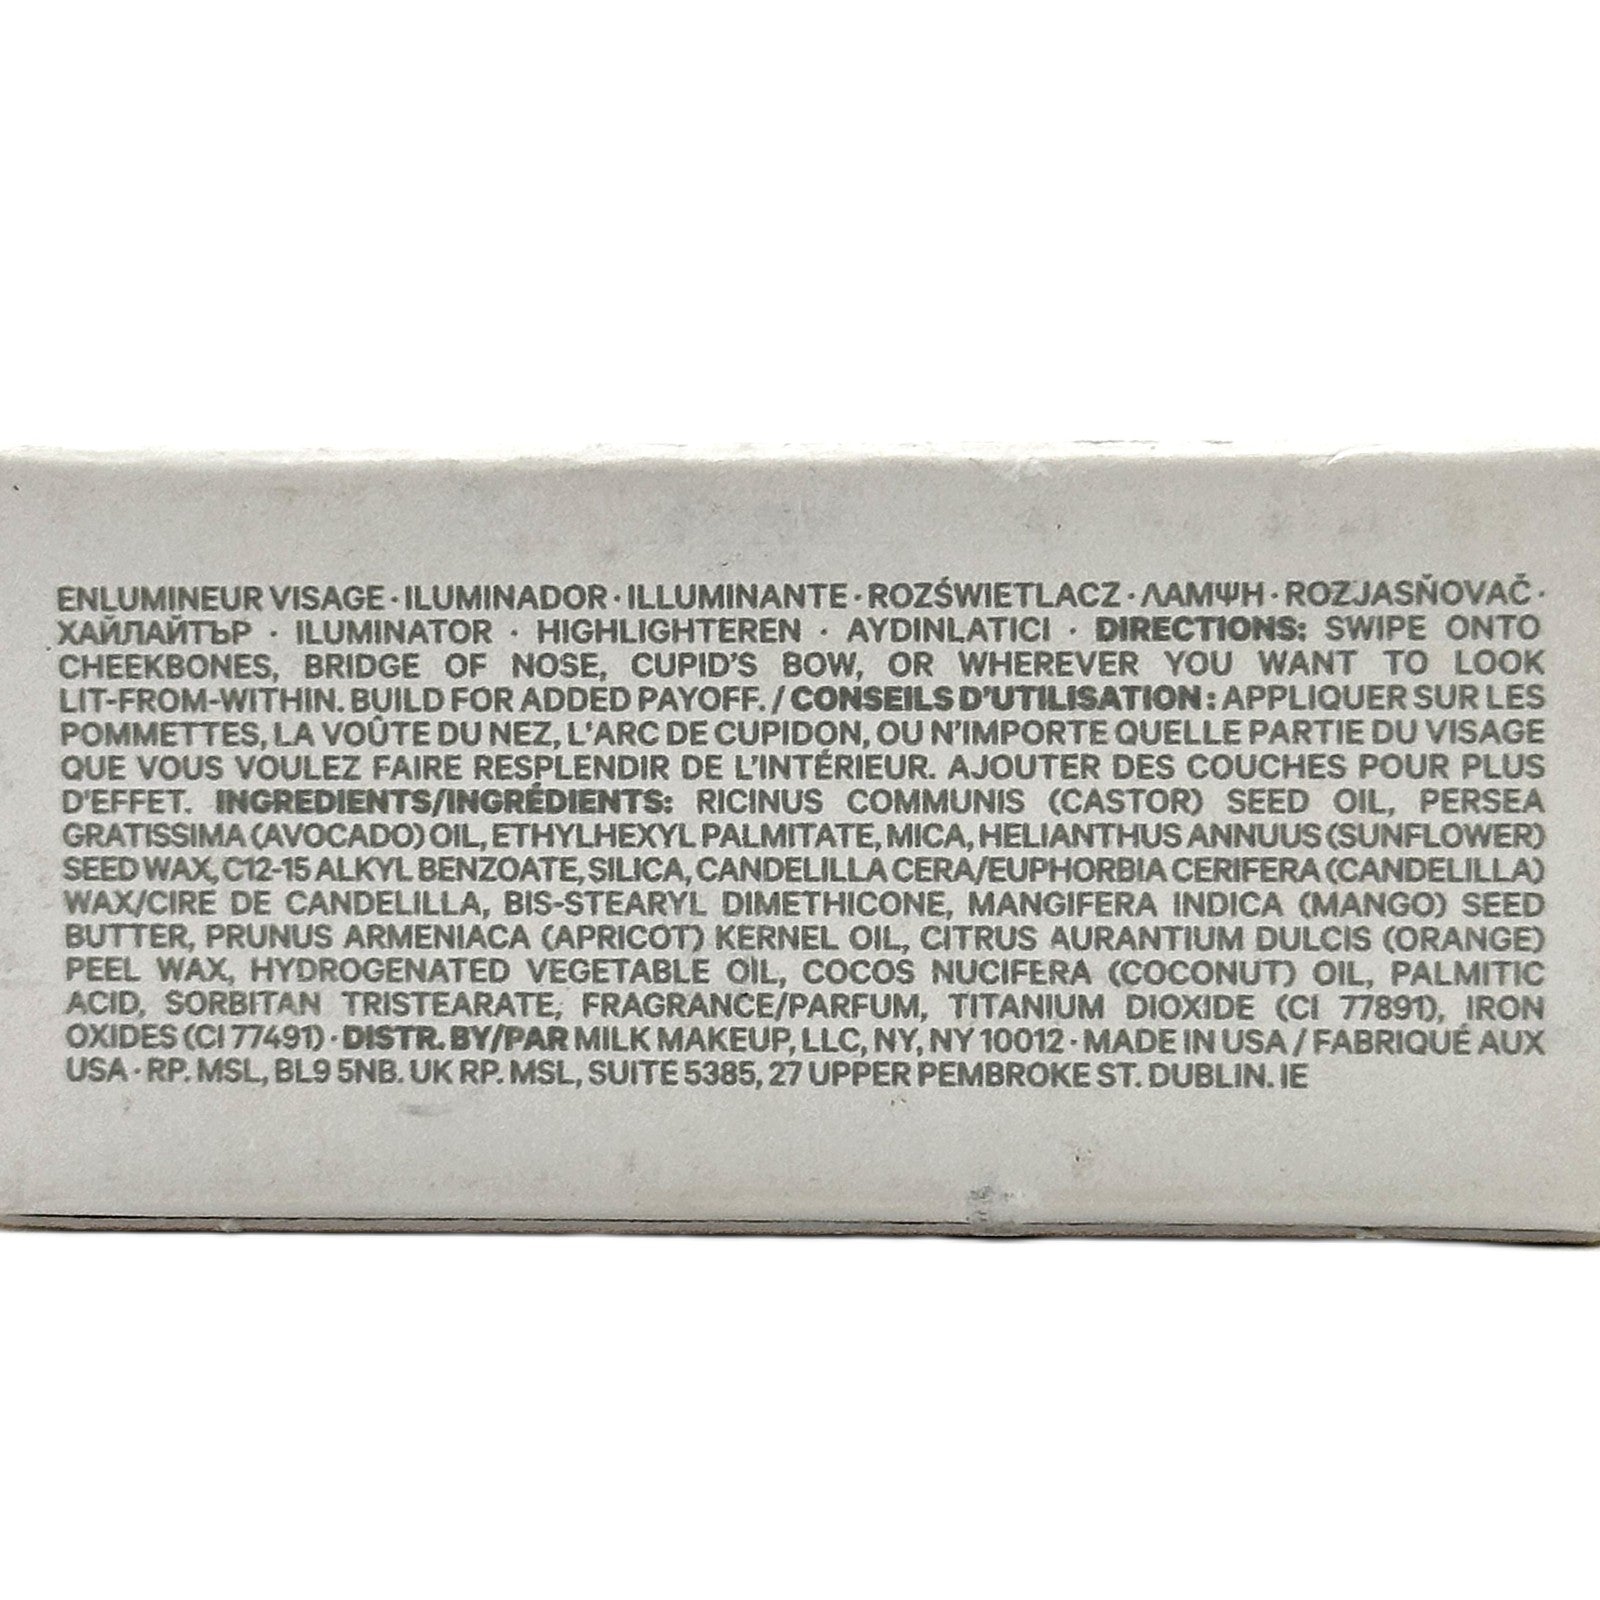 ENLUMINEUR VISAGE · ILUMINADOR · ILLUMINANTE · ROZŚWIETLACZ · ΛΑΜΨΗ · ROZJASŇOVAČ ·
ХАЙЛАЙТЪР · ILUMINATOR · HIGHLIGHTEREN · AYDINLATICI · DIRECTIONS: SWIPE ONTO
CHEEKBONES, BRIDGE OF NOSE, CUPID'S BOW, OR WHEREVER YOU WANT TO LOOK
LIT-FROM-WITHIN. BUILD FOR ADDED PAYOFF. / CONSEILS D'UTILISATION : APPLIQUER SUR LES
POMMETTES, LA VOÛTE DU NEZ, L'ARC DE CUPIDON, OU N'IMPORTE QUELLE PARTIE DU VISAGE
QUE VOUS VOULEZ FAIRE RESPLENDIR DE L'INTÉRIEUR. AJOUTER DES COUCHES POUR PLUS
D'EFFET. INGREDIENTS/INGRÉDIENTS: RICINUS COMMUNIS (CASTOR) SEED OIL, PERSEA
GRATISSIMA (AVOCADO) OIL, ETHYLHEXYL PALMITATE, MICA, HELIANTHUS ANNUUS (SUNFLOWER)
SEED WAX, C12-15 ALKYL BENZOATE, SILICA, CANDELILLA CERA/EUPHORBIA CERIFERA (CANDELILLA)
WAX/CIRE DE CANDELILLA, BIS-STEARYL DIMETHICONE, MANGIFERA INDICA (MANGO) SEED
BUTTER, PRUNUS ARMENIACA (APRICOT) KERNEL OIL, CITRUS AURANTIUM DULCIS (ORANGE)
PEEL WAX, HYDROGENATED VEGETABLE OIL, COCOS NUCIFERA (COCONUT) OIL, PALMITIC
ACID, SORBITAN TRISTEARATE, FRAGRANCE/PARFUM, TITANIUM DIOXIDE (CI 77891), IRON
OXIDES (CI 77491) · DISTR. BY/PAR MILK MAKEUP, LLC, NY, NY 10012 · MADE IN USA / FABRIQUÉ AUX
USA · RP. MSL, BL9 5NB. UK RP. MSL, SUITE 5385, 27 UPPER PEMBROKE ST. DUBLIN. IE